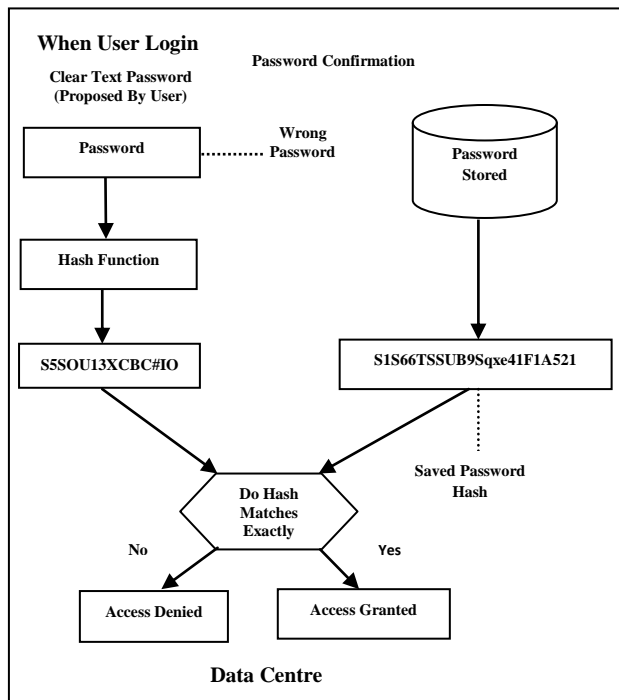 When User Login
Password Confirmation
Clear Text Password
(Proposed By User)
Wrong
Password
Password
Password
Stored
Hash Function
S5SOU13XCBC#IO
S1S66TSSUB9Sqxe41F1A521
Saved Password
Hash
Do Hash
Matches
Exactly
No
Yes
Access Denied
Access Granted
Data Centre